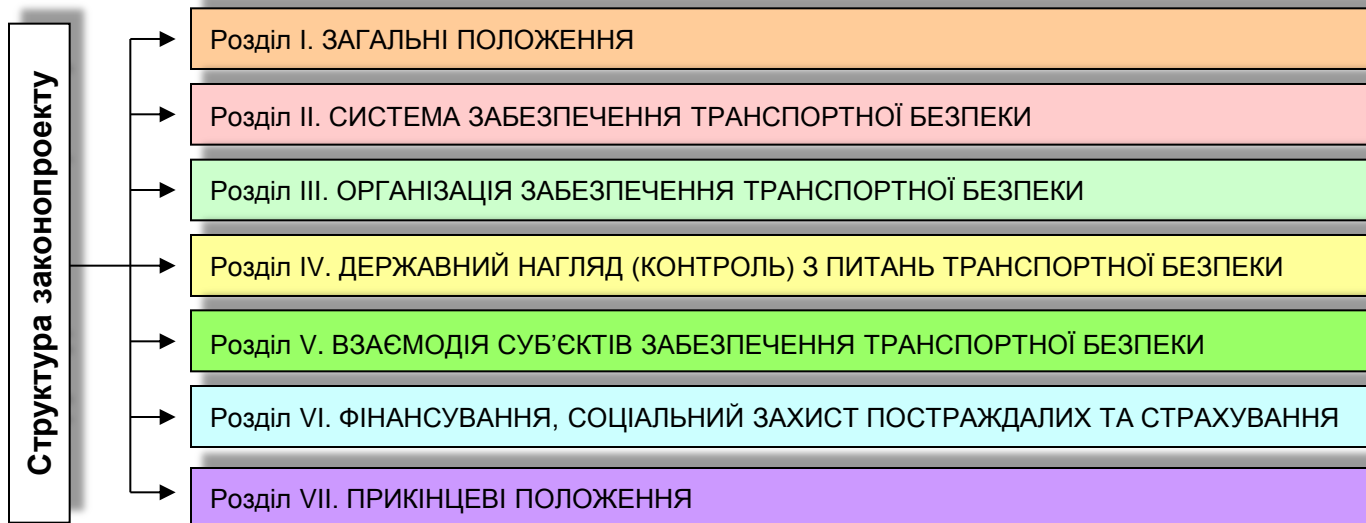 Структура законопроекту
Розділ I. ЗАГАЛЬНІ ПОЛОЖЕННЯ
Розділ II. СИСТЕМА ЗАБЕЗПЕЧЕННЯ ТРАНСПОРТНОЇ БЕЗПЕКИ
Розділ III. ОРГАНІЗАЦІЯ ЗАБЕЗПЕЧЕННЯ ТРАНСПОРТНОЇ БЕЗПЕКИ
Розділ IV. ДЕРЖАВНИЙ НАГЛЯД (КОНТРОЛЬ) З ПИТАНЬ ТРАНСПОРТНОЇ БЕЗПЕКИ
Розділ V. ВЗАЄМОДІЯ СУБ’ЄКТІВ ЗАБЕЗПЕЧЕННЯ ТРАНСПОРТНОЇ БЕЗПЕКИ
Розділ VI. ФІНАНСУВАННЯ, СОЦІАЛЬНИЙ ЗАХИСТ ПОСТРАЖДАЛИХ ТА СТРАХУВАННЯ
Розділ VII. ПРИКІНЦЕВІ ПОЛОЖЕННЯ